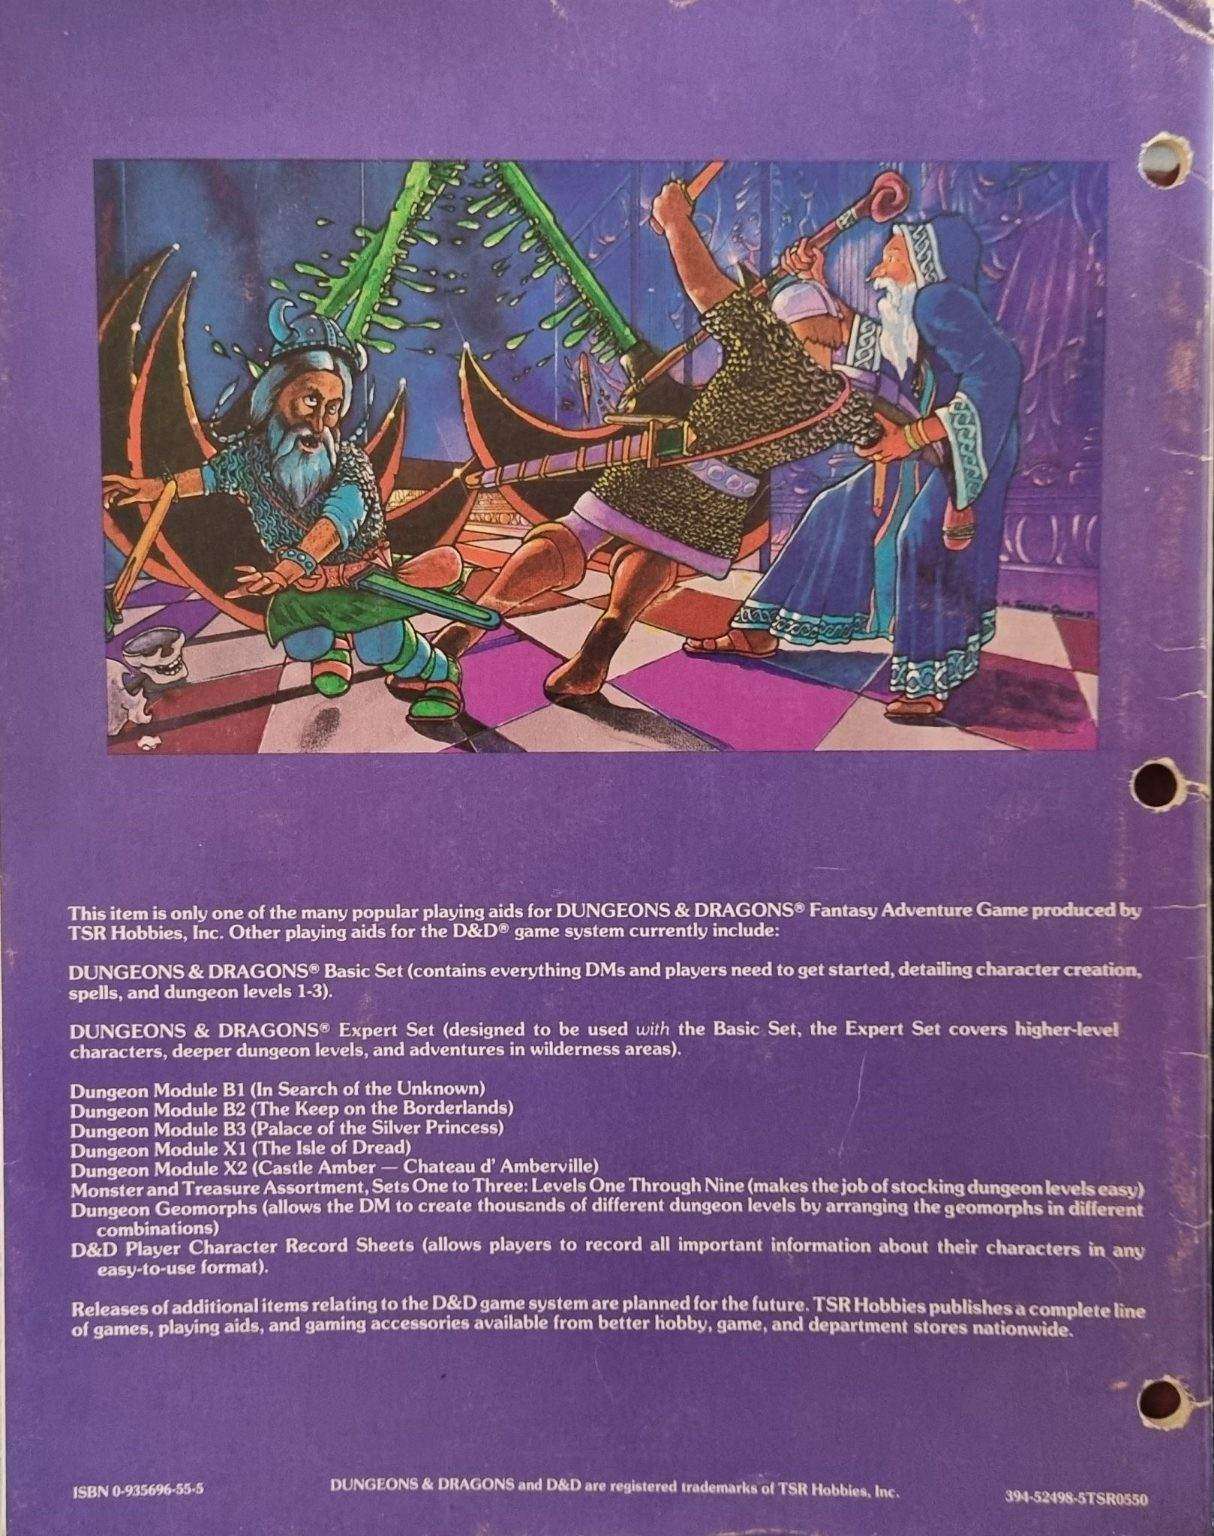 This item is only one of the many popular playing aids for DUNGEONS & DRAGONS® Fantasy Adventure Game produced by
TSR Hobbies, Inc. Other playing aids for the D&D® game system currently include:
DUNGEONS & DRAGONS® Basic Set (contains everything DMs and players need to get started, detailing character creation,
spells, and dungeon levels 1-3).
DUNGEONS & DRAGONS® Expert Set (designed to be used with the Basic Set, the Expert Set covers higher-level
characters, deeper dungeon levels, and adventures in wilderness areas).
Dungeon Module B1 (In Search of the Unknown)
Dungeon Module B2 (The Keep on the Borderlands)
Dungeon Module B3 (Palace of the Silver Princess)
Dungeon Module X1 (The Isle of Dread)
Dungeon Module X2 (Castle Amber — Chateau d' Amberville)
Monster and Treasure Assortment, Sets One to Three: Levels One Through Nine (makes the job of stocking dungeon levels easy)
Dungeon Geomorphs (allows the DM to create thousands of different dungeon levels by arranging the geomorphs in different
combinations)
D&D Player Character Record Sheets (allows players to record all important information about their characters in any
easy-to-use format).
Releases of additional items relating to the D&D game system are planned for the future. TSR Hobbies publishes a complete line
of games, playing aids, and gaming accessories available from better hobby, game, and department stores nationwide.
ISBN 0-935696-55-5
DUNGEONS & DRAGONS and D&D are registered trademarks of TSR Hobbies, Inc.
394-52498-5TSR0550